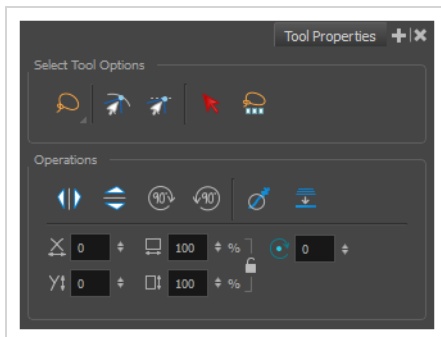 Tool Properties
Select Tool Options
Operations
90° 90°
X 0 100 % 0
Y 0 100 %